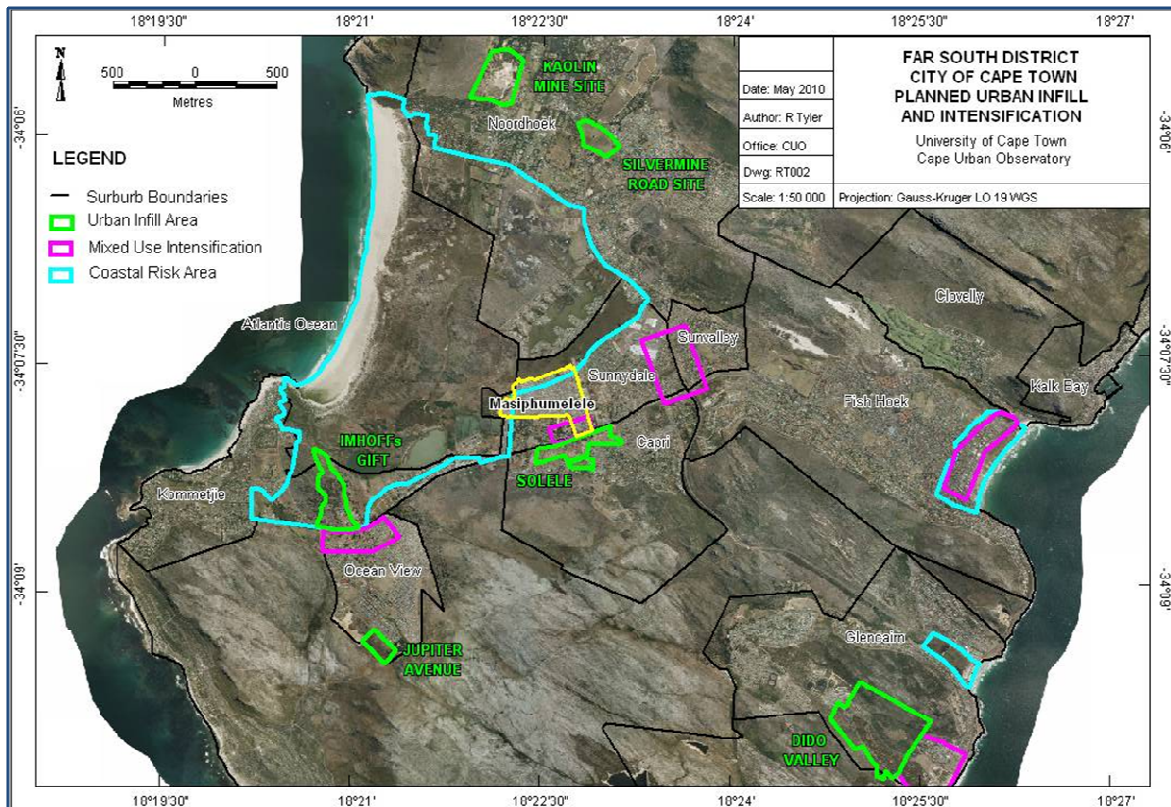 18°19'30"
18°21'
18°22'30"
18°24'
18°25'30"
18°27'
N
500 0 500
Metres
LEGEND
Surburb Boundaries
Urban Infill Area
Mixed Use Intensification
Coastal Risk Area
Date: May 2010
Author: R Tyler
Office: CUO
Dwg: RT002
Scale: 1:50 000
FAR SOUTH DISTRICT
CITY OF CAPE TOWN
PLANNED URBAN INFILL
AND INTENSIFICATION
University of Cape Town
Cape Urban Observatory
Projection: Gauss-Kruger LO 19 WGS
-34°06'
-34°06'
KAOLIN
MINE SITE
Noordhoek
SILVERMINE
ROAD SITE
Clovelly
Atlantic Ocean
Sunvalley
-34°07'30"
-34°07'30"
Sunnydale
Kalk Bay
Masiphumelele
Fish Hoek
IMHOFFs
GIFT
Capri
SOLELE
Kommetjie
Ocean View
-34°09'
-34°09'
JUPITER
AVENUE
Glencairn
DIDO
VALLEY
18°19'30"
18°21'
18°22'30"
18°24'
18°25'30"
18°27'